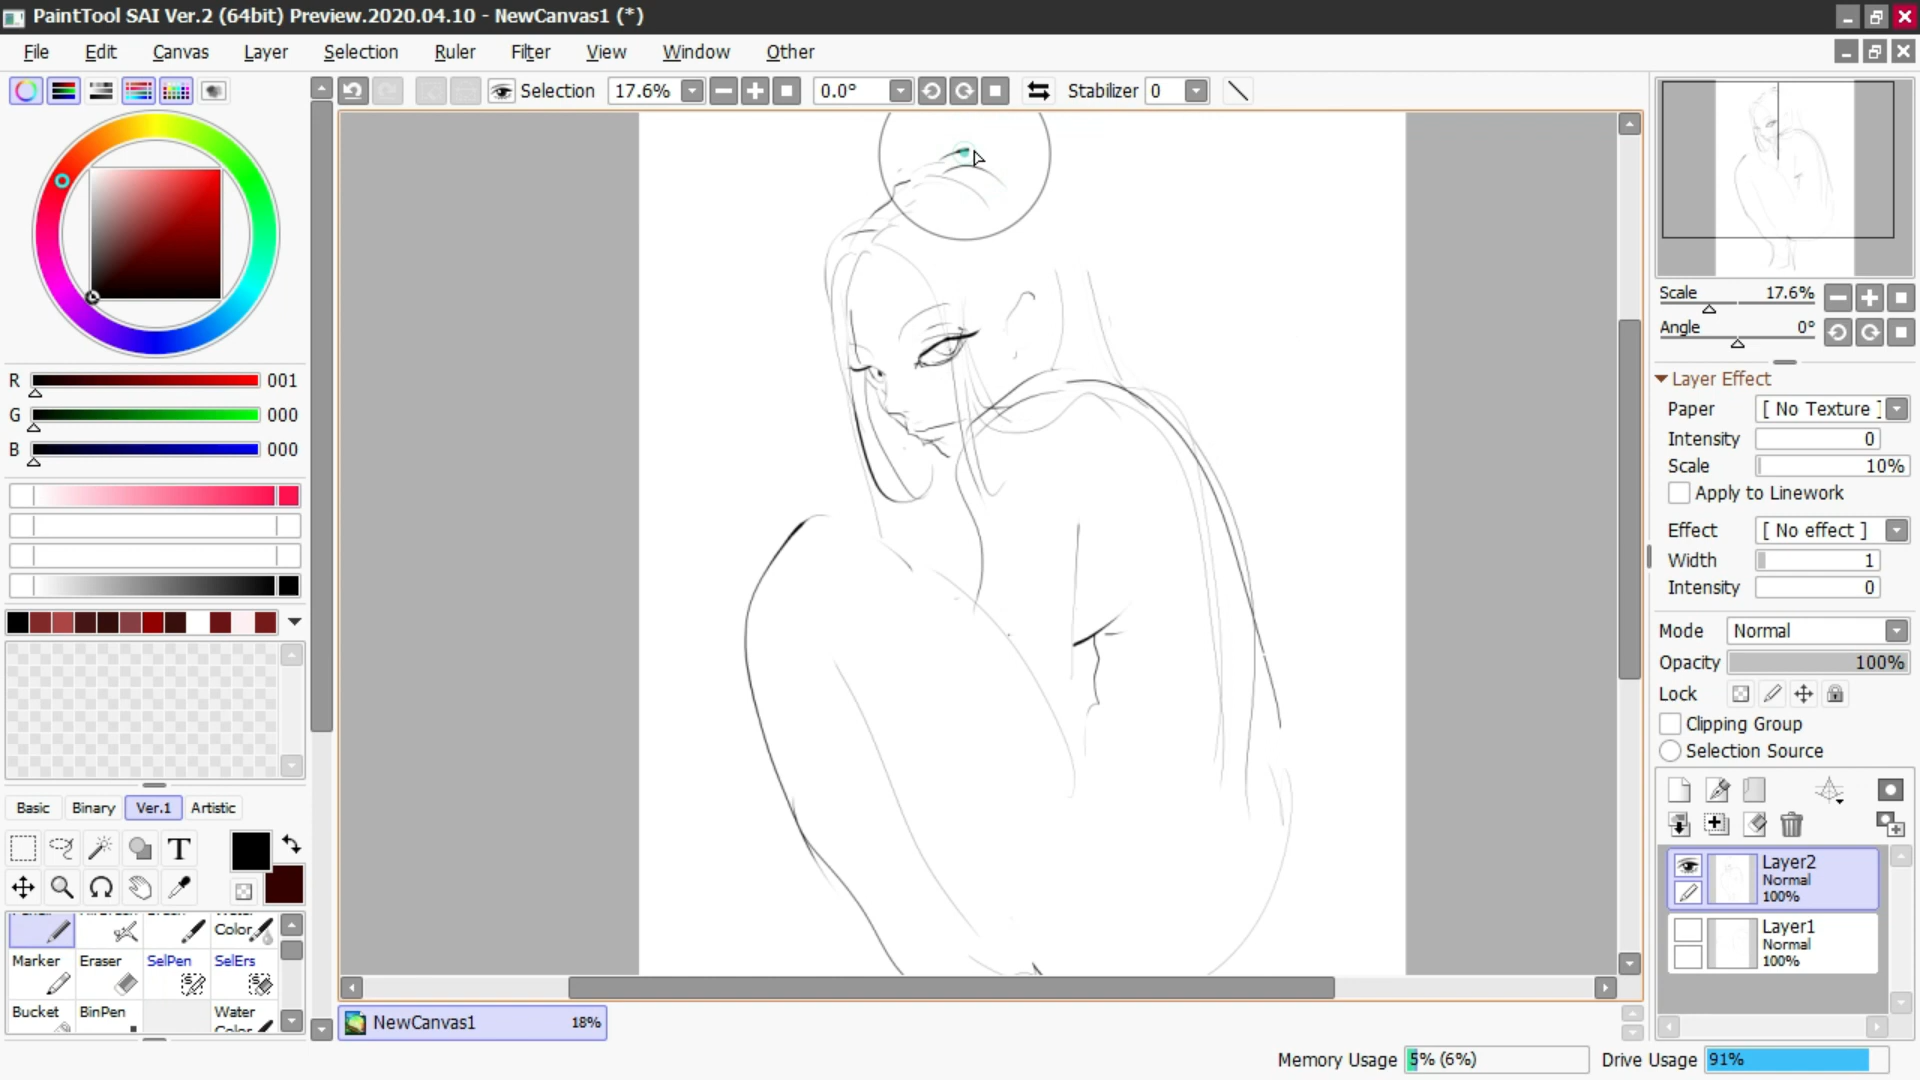 PaintTool SAI Ver.2 (64bit) Preview.2020.04.10 - NewCanvas1 (*)
File Edit Canvas Layer Selection Ruler Filter View Window Other
Selection 17.6% 0.0° Stabilizer 0
R 001
G 000
B 000
Basic Binary Ver.1 Artistic
T
Color
Marker Eraser SelPen SelErs
Bucket BinPen Water
NewCanvas1 18%
Scale 17.6%
Angle 0°
Layer Effect
Paper [ No Texture ]
Intensity 0
Scale 10%
Apply to Linework
Effect [ No effect ]
Width 1
Intensity 0
Mode Normal
Opacity 100%
Lock
Clipping Group
Selection Source
Layer2
Normal
100%
Layer1
Normal
100%
Memory Usage 5% (6%) Drive Usage 91%